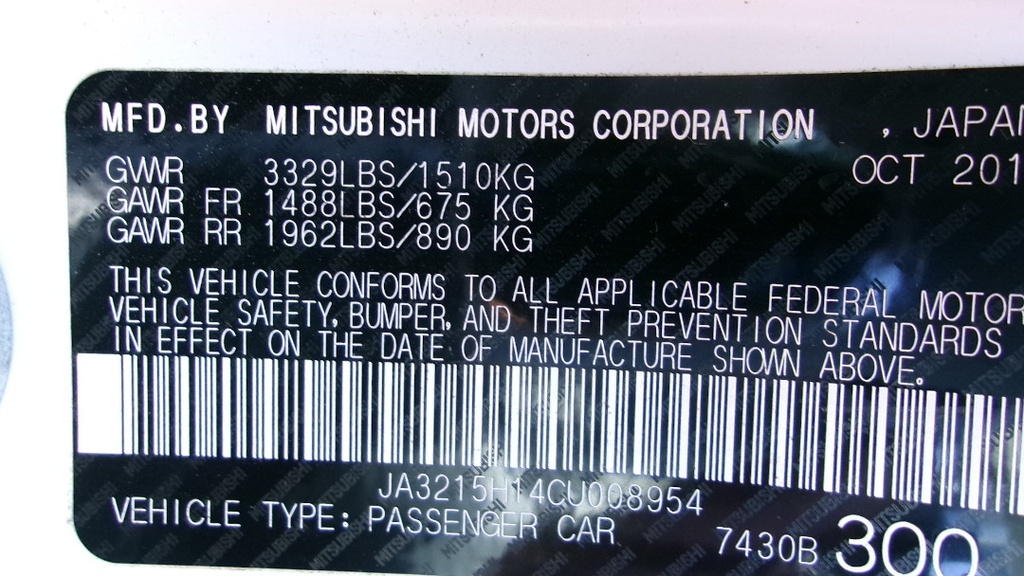 MFD.BY MITSUBISHI MOTORS CORPORATION , JAPAN
OCT 201
GVWR 3329LBS/1510KG
GAWR FR 1488LBS/675 KG
GAWR RR 1962LBS/890 KG
THIS VEHICLE CONFORMS TO ALL APPLICABLE FEDERAL MOTOR
VEHICLE SAFETY, BUMPER, AND THEFT PREVENTION STANDARDS
IN EFFECT ON THE DATE OF MANUFACTURE SHOWN ABOVE.
JA3215H14CU008954
VEHICLE TYPE: PASSENGER CAR
7430B 300